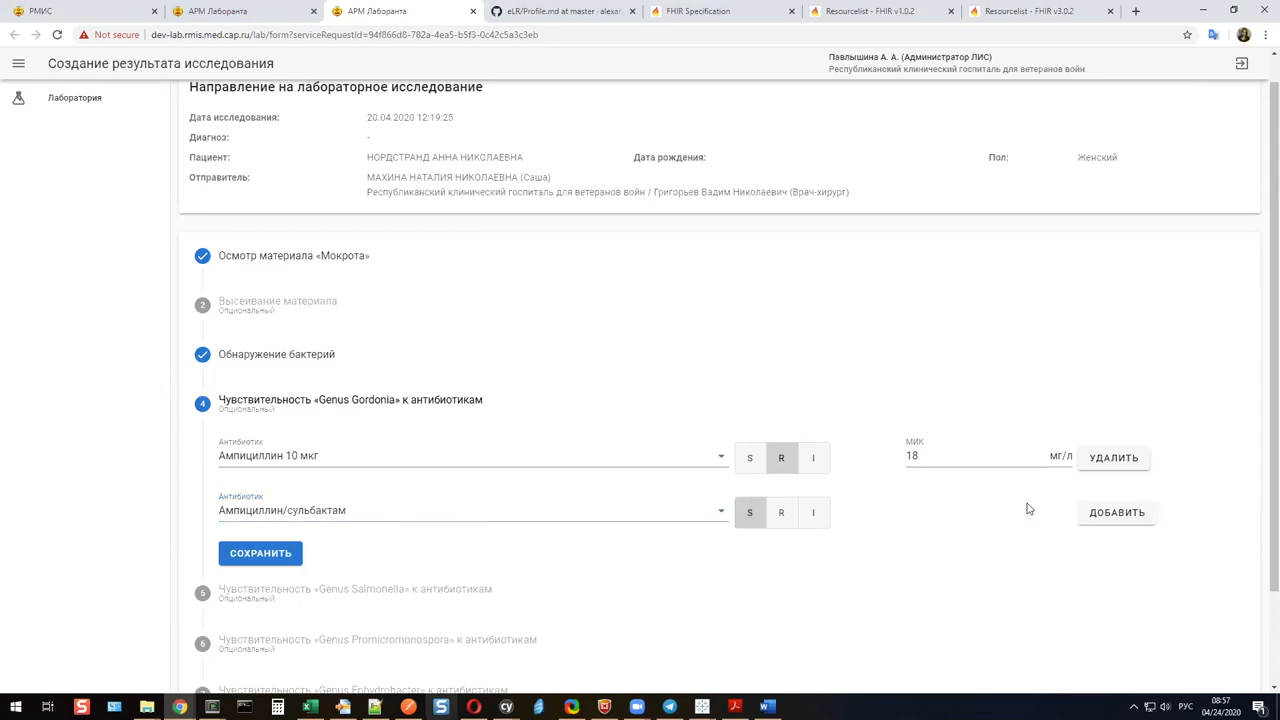 РМИС
АРМ Лаборанта
АРМ Лаборанта
eLR/Profile.md at master · alexan
FHIR Specification
Resourcelist - FHIR v1.0.2
Resourcelist - FHIR v3.0.2
Not secure
dev-lab.rmis.med.cap.ru/lab/form?serviceRequestId=94f866d8-782a-4ea5-b5f3-0c42c5a3c3eb
Создание результата исследования
Павлышина А. А. (Администратор ЛИС)
Республиканский клинический госпиталь для ветеранов войн
Лаборатория
Направление на лабораторное исследование
Дата исследования: 20.04.2020 12:19:25
Диагноз: -
Пациент: НОРДСТРАНД АННА НИКОЛАЕВНА Дата рождения: Пол: Женский
Отправитель: МАХИНА НАТАЛИЯ НИКОЛАЕВНА (Саша)
Республиканский клинический госпиталь для ветеранов войн / Григорьев Вадим Николаевич (Врач-хирург)
Осмотр материала «Мокрота»
2 Высеивание материала
Опциональный
Обнаружение бактерий
4 Чувствительность «Genus Gordonia» к антибиотикам
Опциональный
Антибиотик МИК
Ампициллин 10 мкг S R I 18 мг/л УДАЛИТЬ
Антибиотик
Ампициллин/сульбактам S R I ДОБАВИТЬ
СОХРАНИТЬ
5 Чувствительность «Genus Salmonella» к антибиотикам
Опциональный
6 Чувствительность «Genus Promicromonospora» к антибиотикам
Опциональный
7 Чувствительность «Genus Enhydrobacter» к антибиотикам
РУС
08:57
04/24/2020